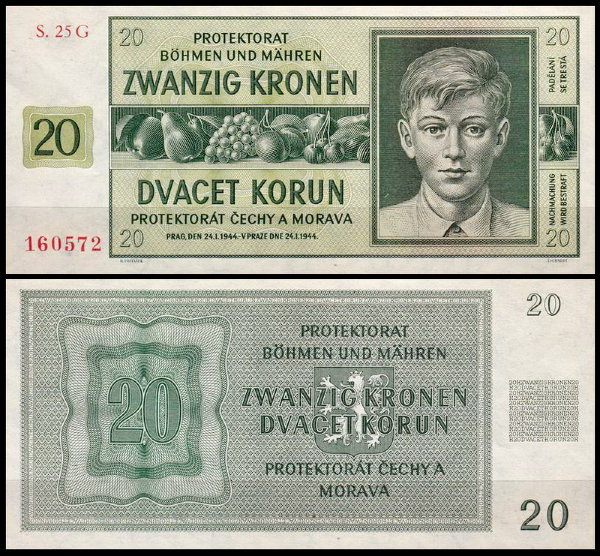 S. 25 G
20
PROTEKTORAT
BÖHMEN UND MÄHREN
ZWANZIG KRONEN
20
20
PADĚLÁNÍ
SE TRESTÁ
DVACET KORUN
PROTEKTORÁT ČECHY A MORAVA
NACHMACHUNG
WIRD BESTRAFT
160572
20
PRAG, DEN 24.I.1944. - V PRAZE DNE 24.I.1944.
20
20
PROTEKTORAT
BÖHMEN UND MÄHREN
20
ZWANZIG KRONEN
DVACET KORUN
PROTEKTORÁT ČECHY A
MORAVA
20